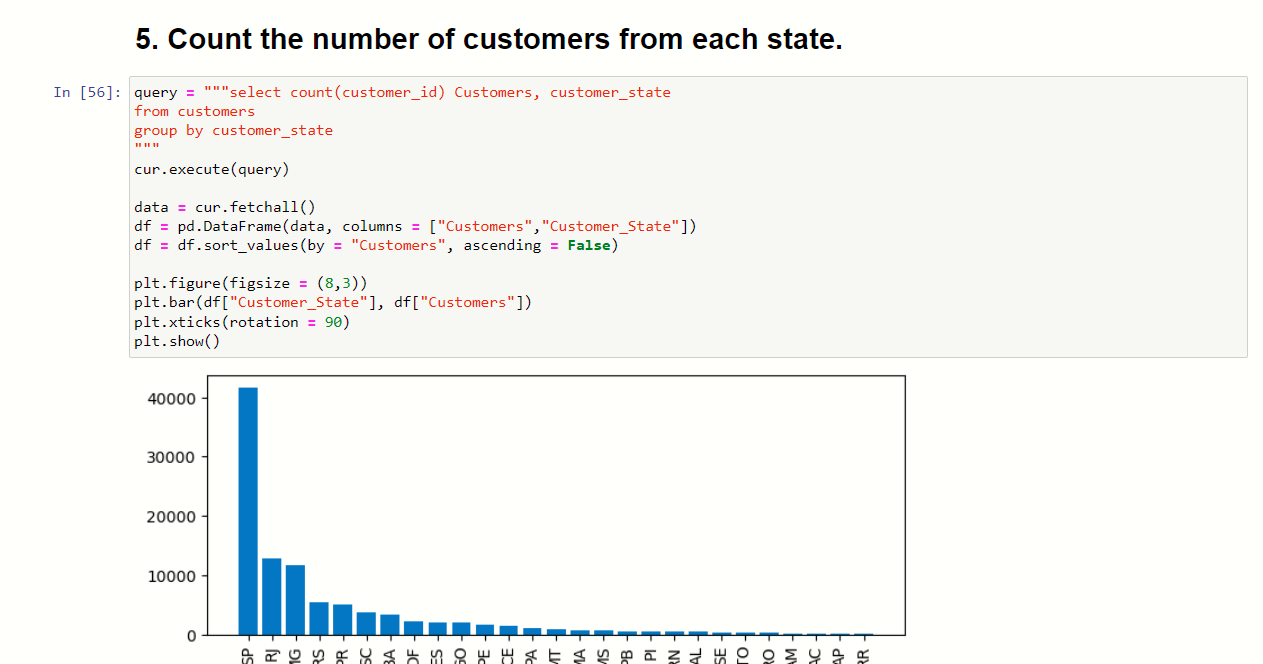 5. Count the number of customers from each state.
In [56]:
query = """select count(customer_id) Customers, customer_state
from customers
group by customer_state
"""
cur.execute(query)
data = cur.fetchall()
df = pd.DataFrame(data, columns = ["Customers","Customer_State"])
df = df.sort_values(by = "Customers", ascending = False)
plt.figure(figsize = (8,3))
plt.bar(df["Customer_State"], df["Customers"])
plt.xticks(rotation = 90)
plt.show()
40000
30000
20000
10000
0
SP RJ MG RS PR SC BA DF ES GO PE CE PA MT MA MS PB PI RN AL SE TO RO AM AC AP RR